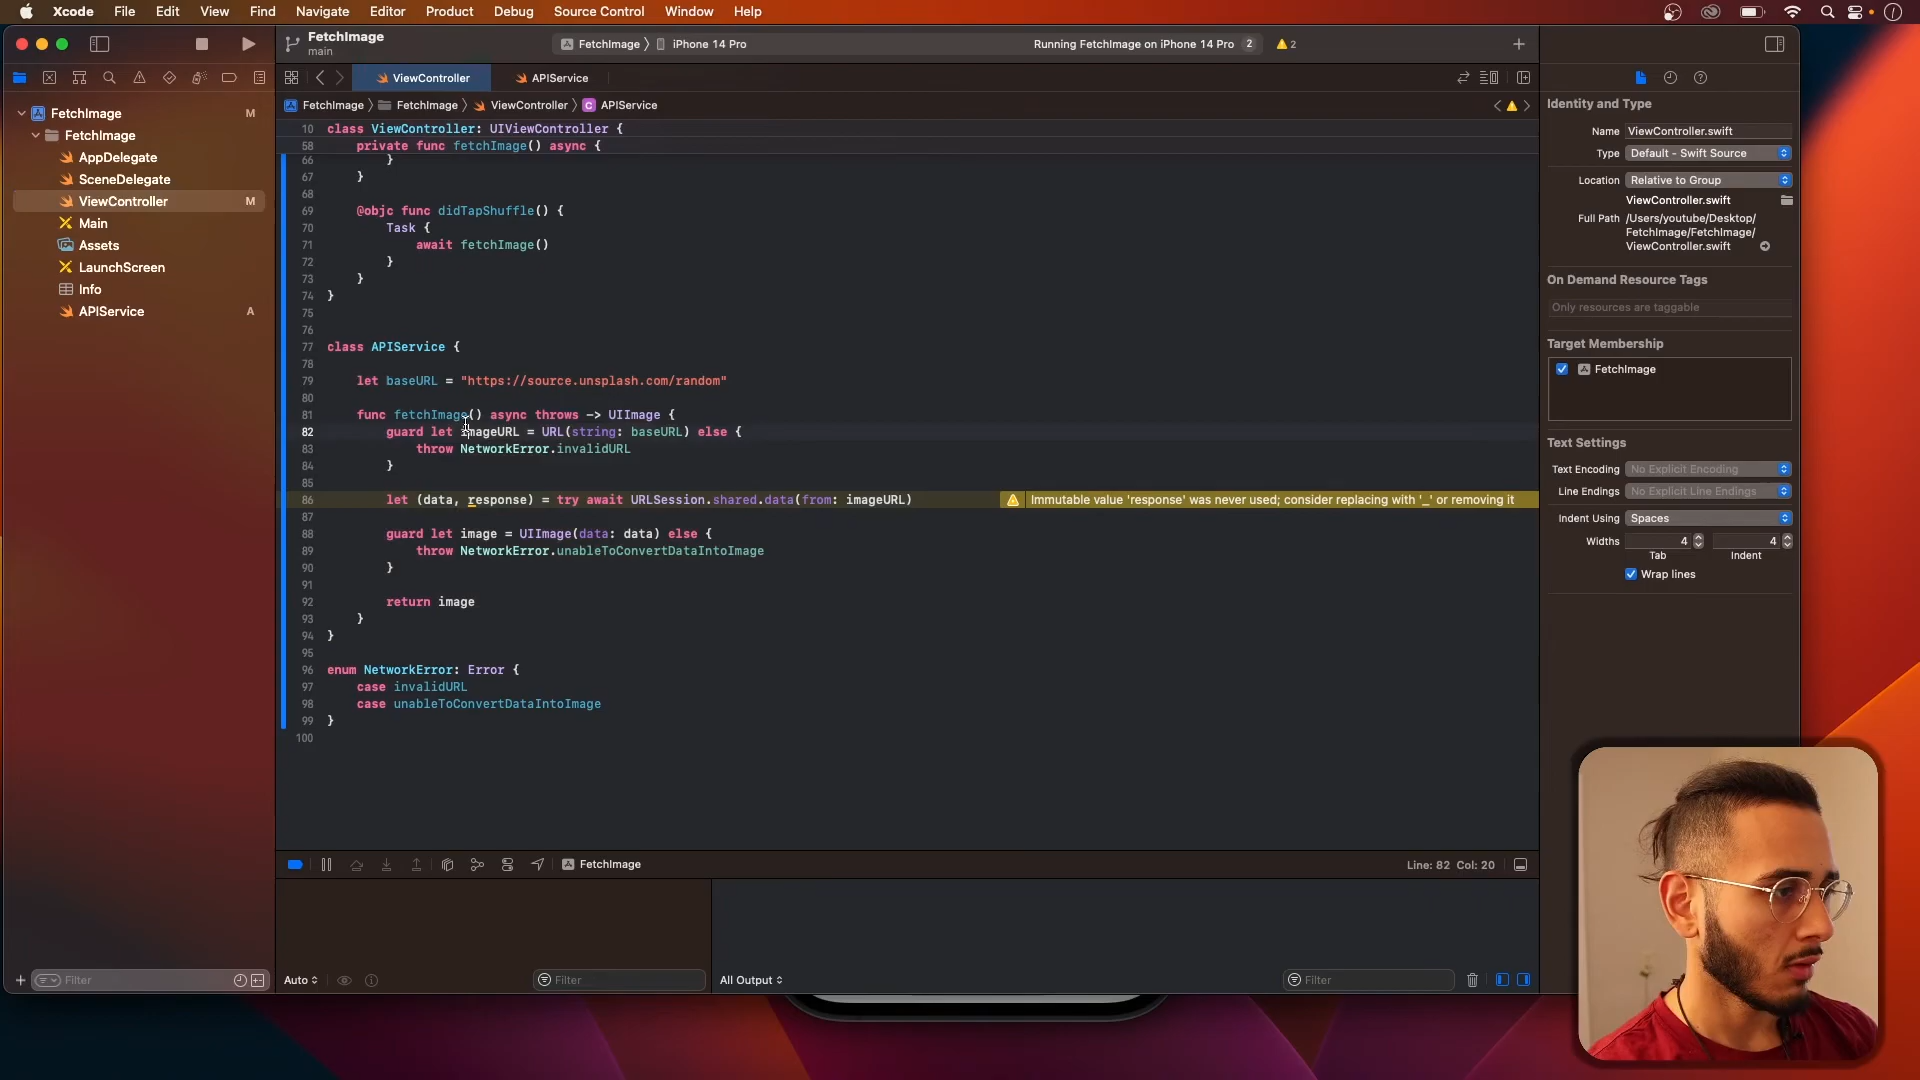 Xcode File Edit View Find Navigate Editor Product Debug Source Control Window Help
FetchImage
main
FetchImage iPhone 14 Pro
Running FetchImage on iPhone 14 Pro 2
2
ViewController
APIService
FetchImage FetchImage ViewController C APIService
FetchImage M
FetchImage
AppDelegate
SceneDelegate
ViewController M
Main
Assets
LaunchScreen
Info
APIService A
10 class ViewController: UIViewController {
58 private func fetchImage() async {
66 }
67 }
68
69 @objc func didTapShuffle() {
70 Task {
71 await fetchImage()
72 }
73 }
74 }
75
76
77 class APIService {
78
79 let baseURL = "https://source.unsplash.com/random"
80
81 func fetchImage() async throws -> UIImage {
82 guard let imageURL = URL(string: baseURL) else {
83 throw NetworkError.invalidURL
84 }
85
86 let (data, response) = try await URLSession.shared.data(from: imageURL)
Immutable value 'response' was never used; consider replacing with '_' or removing it
87
88 guard let image = UIImage(data: data) else {
89 throw NetworkError.unableToConvertDataIntoImage
90 }
91
92 return image
93 }
94 }
95
96 enum NetworkError: Error {
97 case invalidURL
98 case unableToConvertDataIntoImage
99 }
100
Identity and Type
Name ViewController.swift
Type Default - Swift Source
Location Relative to Group
ViewController.swift
Full Path /Users/youtube/Desktop/
FetchImage/FetchImage/
ViewController.swift
On Demand Resource Tags
Only resources are taggable
Target Membership
FetchImage
Text Settings
Text Encoding No Explicit Encoding
Line Endings No Explicit Line Endings
Indent Using Spaces
Widths 4 4
Tab Indent
Wrap lines
FetchImage
Line: 82 Col: 20
Filter
Auto
Filter
All Output
Filter